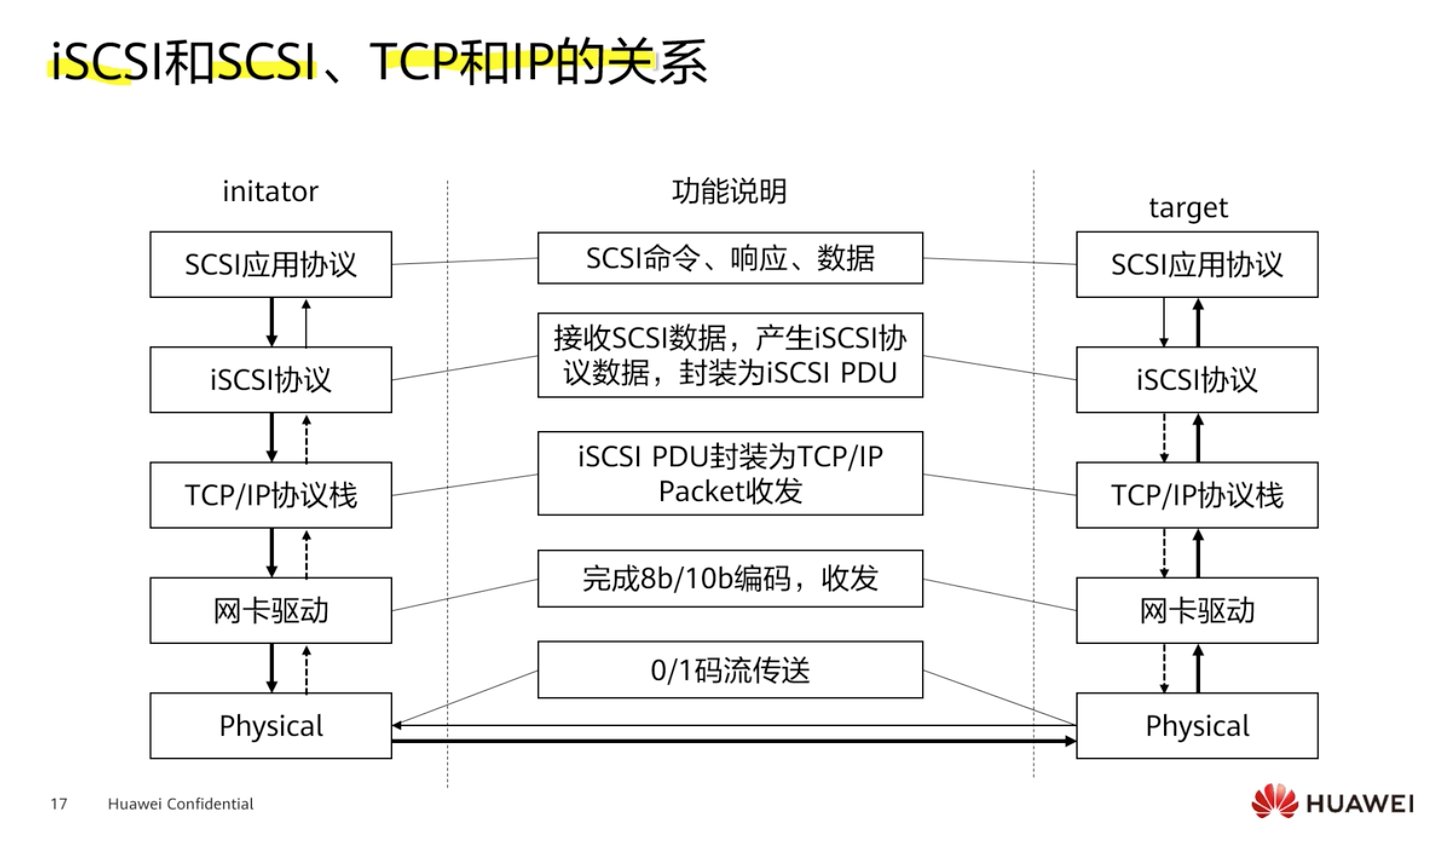 iSCSI和SCSI、TCP和IP的关系
initator
功能说明
target
SCSI应用协议
SCSI命令、响应、数据
SCSI应用协议
iSCSI协议
接收SCSI数据，产生iSCSI协
议数据，封装为iSCSI PDU
iSCSI协议
TCP/IP协议栈
iSCSI PDU封装为TCP/IP
Packet收发
TCP/IP协议栈
网卡驱动
完成8b/10b编码，收发
网卡驱动
Physical
0/1码流传送
Physical
17
Huawei Confidential
HUAWEI